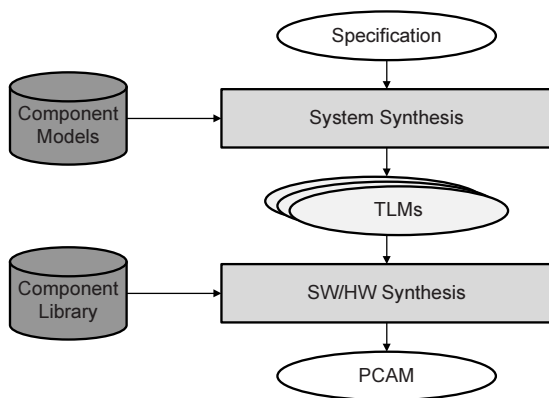 Specification
Component
Models
System Synthesis
TLMs
Component
Library
SW/HW Synthesis
PCAM